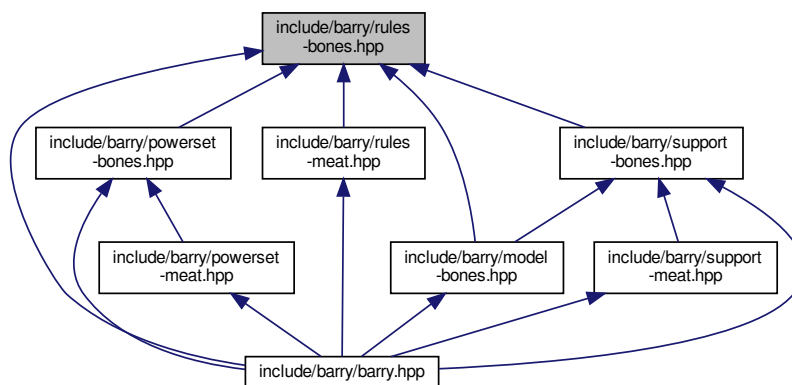 include/barry/rules
-bones.hpp
include/barry/powerset
-bones.hpp
include/barry/rules
-meat.hpp
include/barry/support
-bones.hpp
include/barry/powerset
-meat.hpp
include/barry/model
-bones.hpp
include/barry/support
-meat.hpp
include/barry/barry.hpp